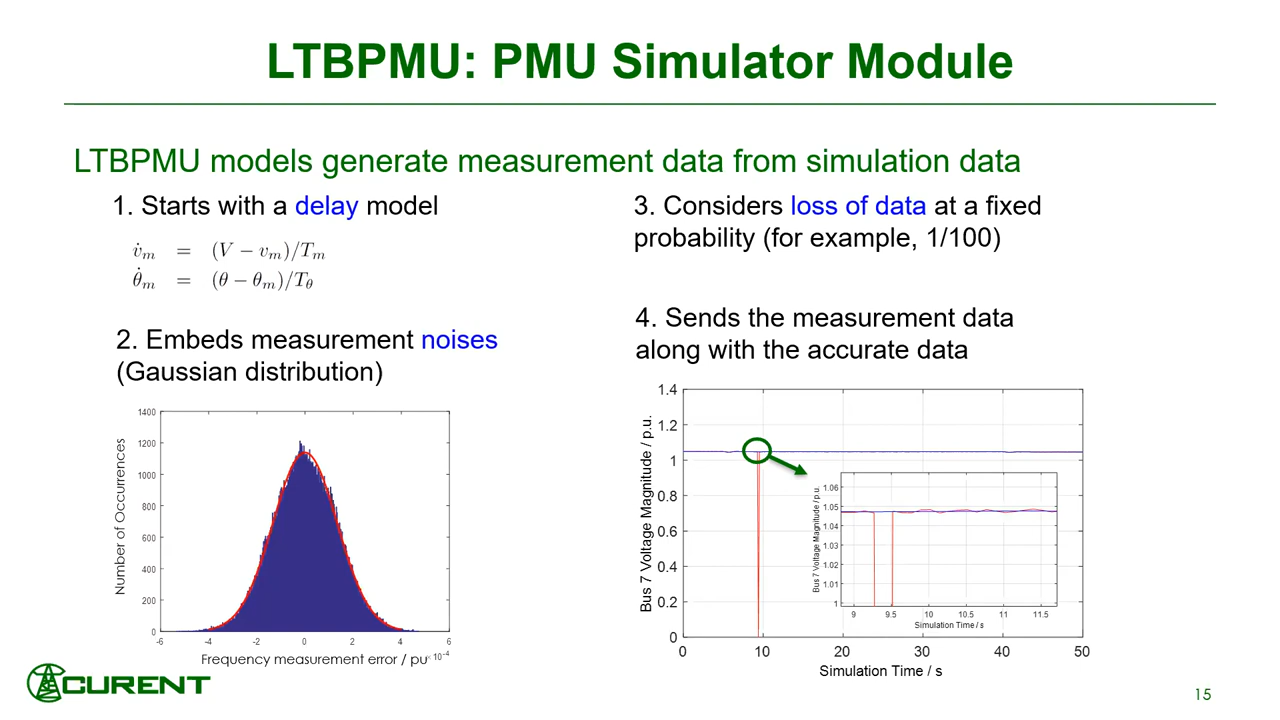 LTBPMU: PMU Simulator Module
LTBPMU models generate measurement data from simulation data
1. Starts with a delay model
v̇ₘ = (V − vₘ)/Tₘ
θ̇ₘ = (θ − θₘ)/T_θ
2. Embeds measurement noises
(Gaussian distribution)
1400
1200
1000
800
600
400
200
0
-6 -4 -2 0 2 4 6
Number of Occurrences
Frequency measurement error / pu × 10⁻⁴
3. Considers loss of data at a fixed
probability (for example, 1/100)
4. Sends the measurement data
along with the accurate data
1.4
1.2
1
0.8
0.6
0.4
0.2
0
0 10 20 30 40 50
Bus 7 Voltage Magnitude / p.u.
Simulation Time / s
1.06
1.05
1.04
1.03
1.02
1.01
1
9 9.5 10 10.5 11 11.5
Bus 7 Voltage Magnitude / p.u.
Simulation Time / s
CURENT
15